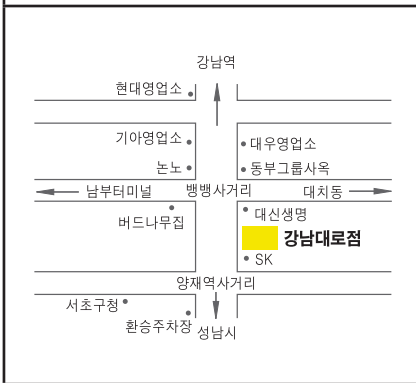 강남역
현대영업소
기아영업소
대우영업소
논노
동부그룹사옥
남부터미널
뱅뱅사거리
대치동
버드나무집
대신생명
강남대로점
SK
양재역사거리
서초구청
환승주차장
성남시